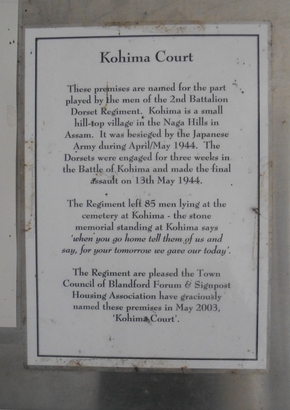 Kohima Court
These premises are named for the part
played by the men of the 2nd Battalion
Dorset Regiment. Kohima is a small
hill-top village in the Naga Hills in
Assam. It was besieged by the Japanese
Army during April/May 1944. The
Dorsets were engaged for three weeks in
the Battle of Kohima and made the final
assault on 13th May 1944.
The Regiment left 85 men lying at the
cemetery at Kohima - the stone
memorial standing at Kohima says
'when you go home tell them of us and
say, for your tomorrow we gave our today'.
The Regiment are pleased the Town
Council of Blandford Forum & Signpost
Housing Association have graciously
named these premises in May 2003,
'Kohima Court'.